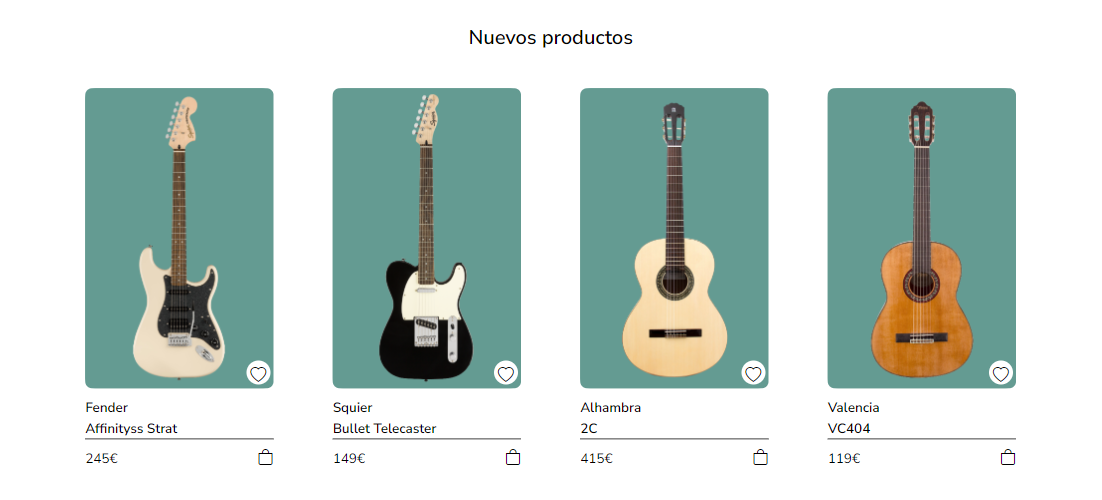 Nuevos productos
Fender
Affinityss Strat
245€
Squier
Bullet Telecaster
149€
Alhambra
2C
415€
Valencia
VC404
119€